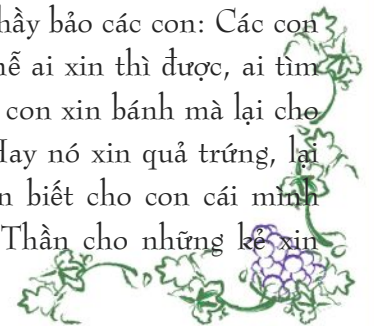 hầy bảo các con: Các con
hễ ai xin thì được, ai tìm
con xin bánh mà lại cho
Hay nó xin quả trứng, lại
n biết cho con cái mình
Thần cho những kẻ xin